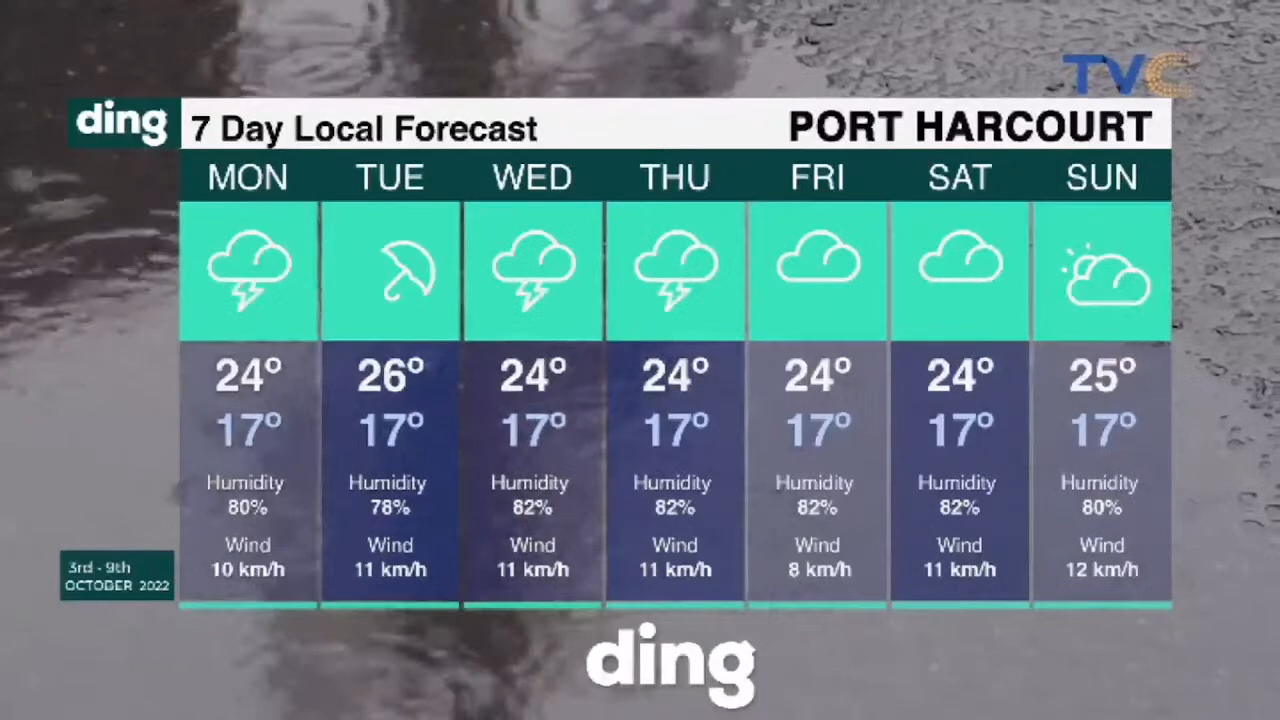 TVC
ding
7 Day Local Forecast PORT HARCOURT
MON TUE WED THU FRI SAT SUN
24° 26° 24° 24° 24° 24° 25°
17° 17° 17° 17° 17° 17° 17°
Humidity Humidity Humidity Humidity Humidity Humidity Humidity
80% 78% 82% 82% 82% 82% 80%
Wind Wind Wind Wind Wind Wind Wind
10 km/h 11 km/h 11 km/h 11 km/h 8 km/h 11 km/h 12 km/h
3rd - 9th
OCTOBER 2022
ding